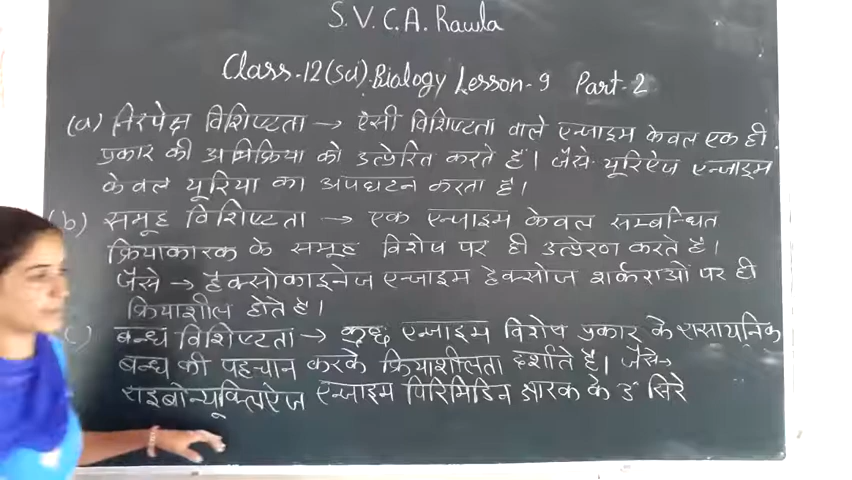 S.V.C.A. Rawla
Class-12(sci).Biology Lesson-9 Part-2
(a) निरपेक्ष विशिष्टता → ऐसी विशिष्टता वाले एन्जाइम केवल एक ही
प्रकार की अभिक्रिया को उत्प्रेरित करते हैं। जैसे- यूरिऐज एन्जाइम
केवल यूरिया का अपघटन करता है।
b) समूह विशिष्टता → एक एन्जाइम केवल सम्बन्धित
क्रियाकारक के समूह विशेष पर ही उत्प्रेरण करते है।
जैसे → हैक्सोकाइनेज एन्जाइम हेक्सोज शर्कराओं पर ही
क्रियाशील होते है।
c) बन्ध विशिष्टता → कुछ एन्जाइम विशेष प्रकार के रासायनिक
बन्ध की पहचान करके क्रियाशीलता दर्शाते है। जैसे→
राइबोन्यूक्लिऐज एन्जाइम पिरिमिडिन क्षारक के 3' सिरे